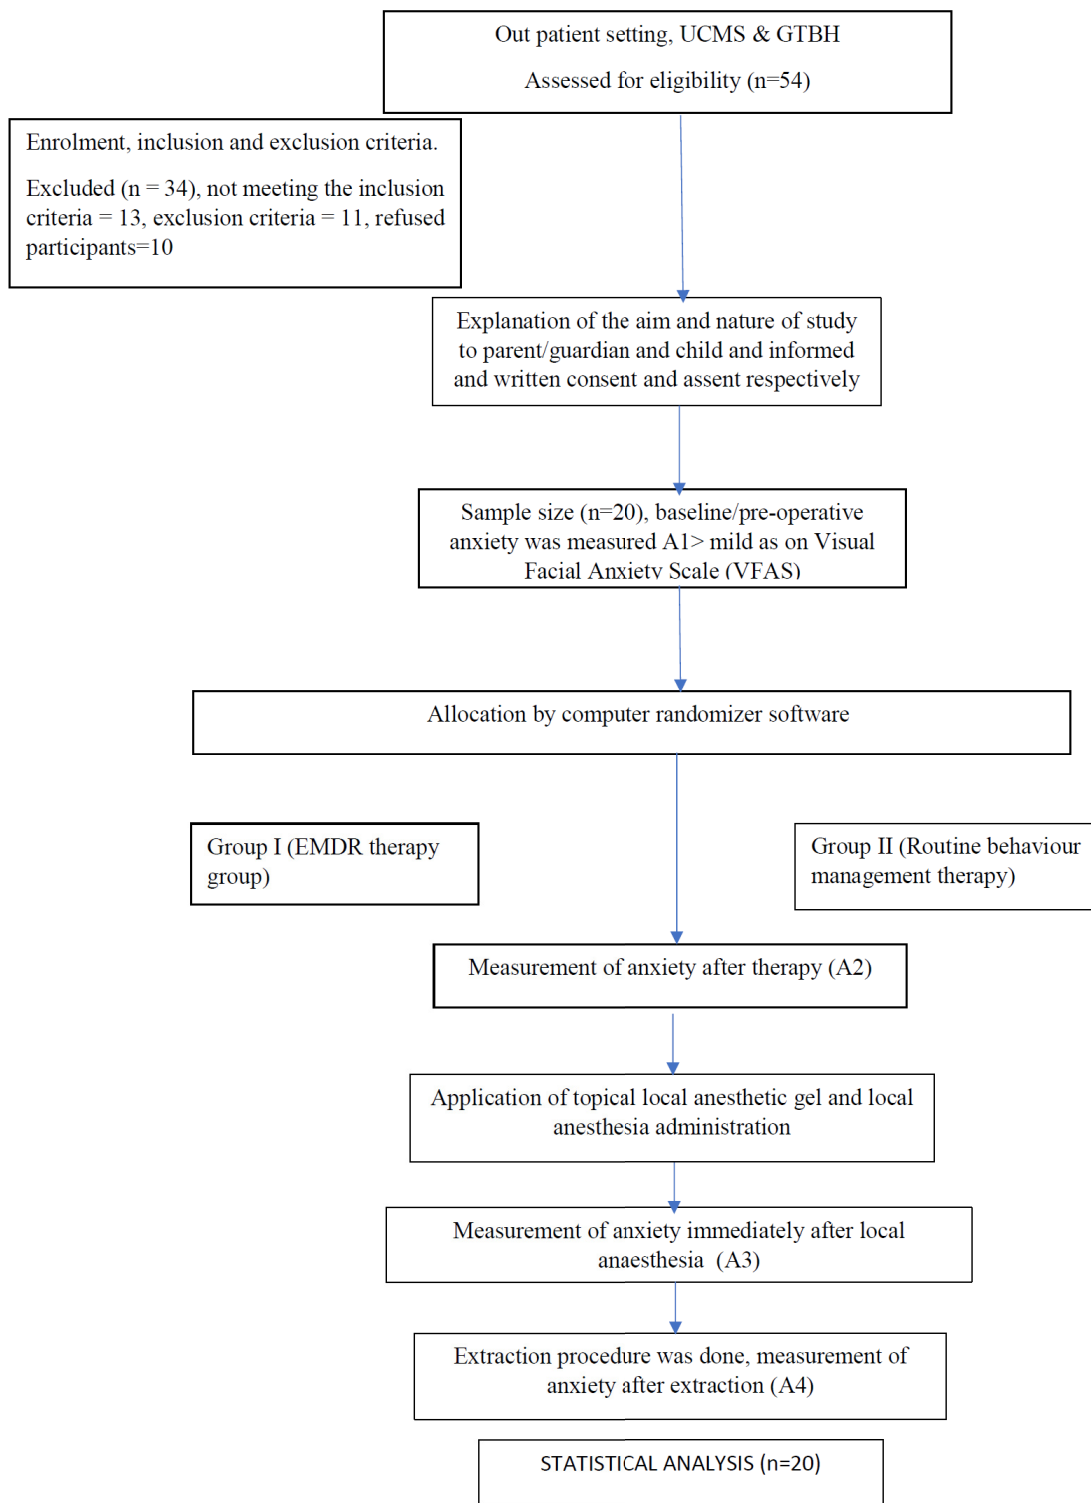 Out patient setting, UCMS & GTBH
Assessed for eligibility (n=54)
Enrolment, inclusion and exclusion criteria.
Excluded (n = 34), not meeting the inclusion
criteria = 13, exclusion criteria = 11, refused
participants=10
Explanation of the aim and nature of study
to parent/guardian and child and informed
and written consent and assent respectively
Sample size (n=20), baseline/pre-operative
anxiety was measured A1> mild as on Visual
Facial Anxiety Scale (VFAS)
Allocation by computer randomizer software
Group I (EMDR therapy
group)
Group II (Routine behaviour
management therapy)
Measurement of anxiety after therapy (A2)
Application of topical local anesthetic gel and local
anesthesia administration
Measurement of anxiety immediately after local
anaesthesia (A3)
Extraction procedure was done, measurement of
anxiety after extraction (A4)
STATISTICAL ANALYSIS (n=20)